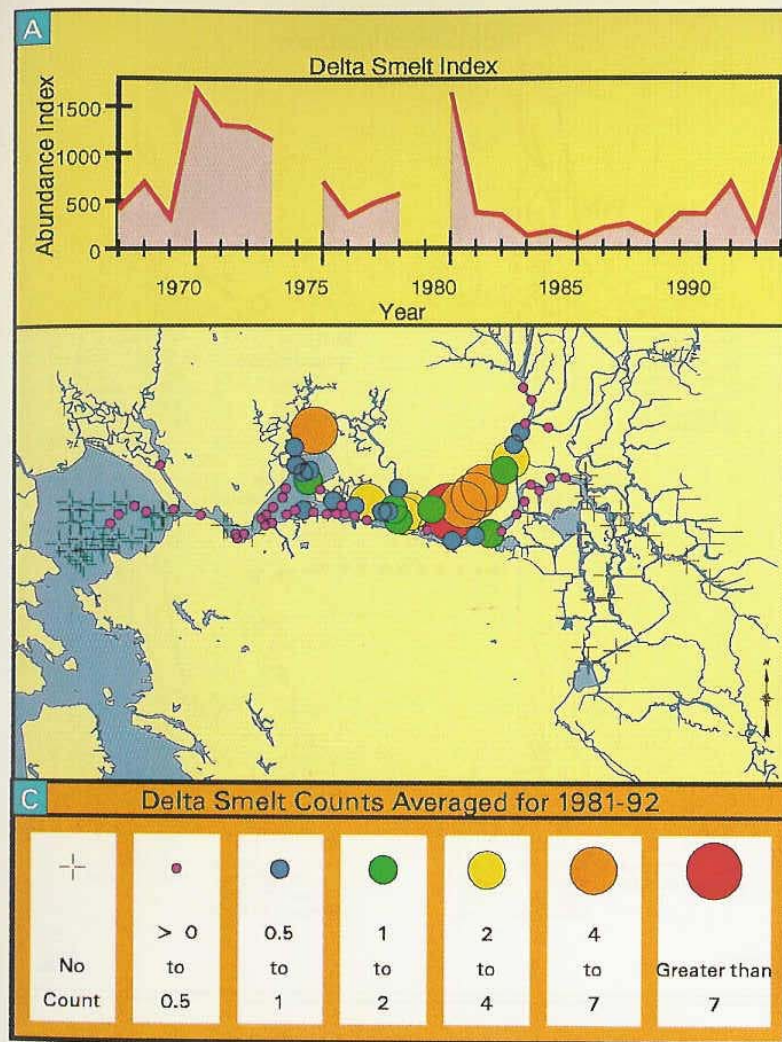 A
Delta Smelt Index
Abundance Index
1500
1000
500
0
1970 1975 1980 1985 1990
Year
N
C
Delta Smelt Counts Averaged for 1981-92
No Count
> 0 to 0.5
0.5 to 1
1 to 2
2 to 4
4 to 7
Greater than 7